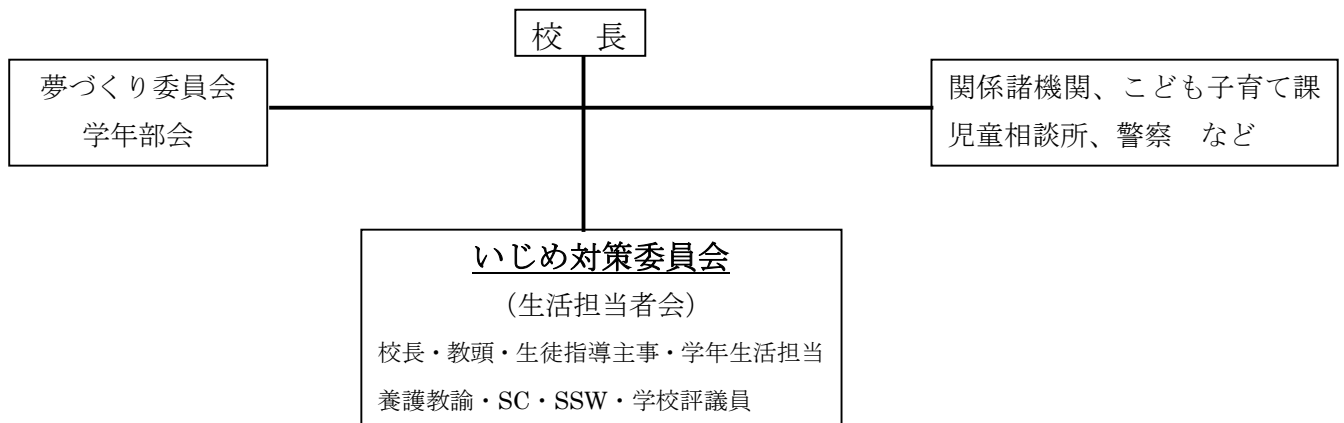 校　長
夢づくり委員会
学年部会
関係諸機関、こども子育て課
児童相談所、警察　など
いじめ対策委員会
（生活担当者会）
校長・教頭・生徒指導主事・学年生活担当
養護教諭・SC・SSW・学校評議員